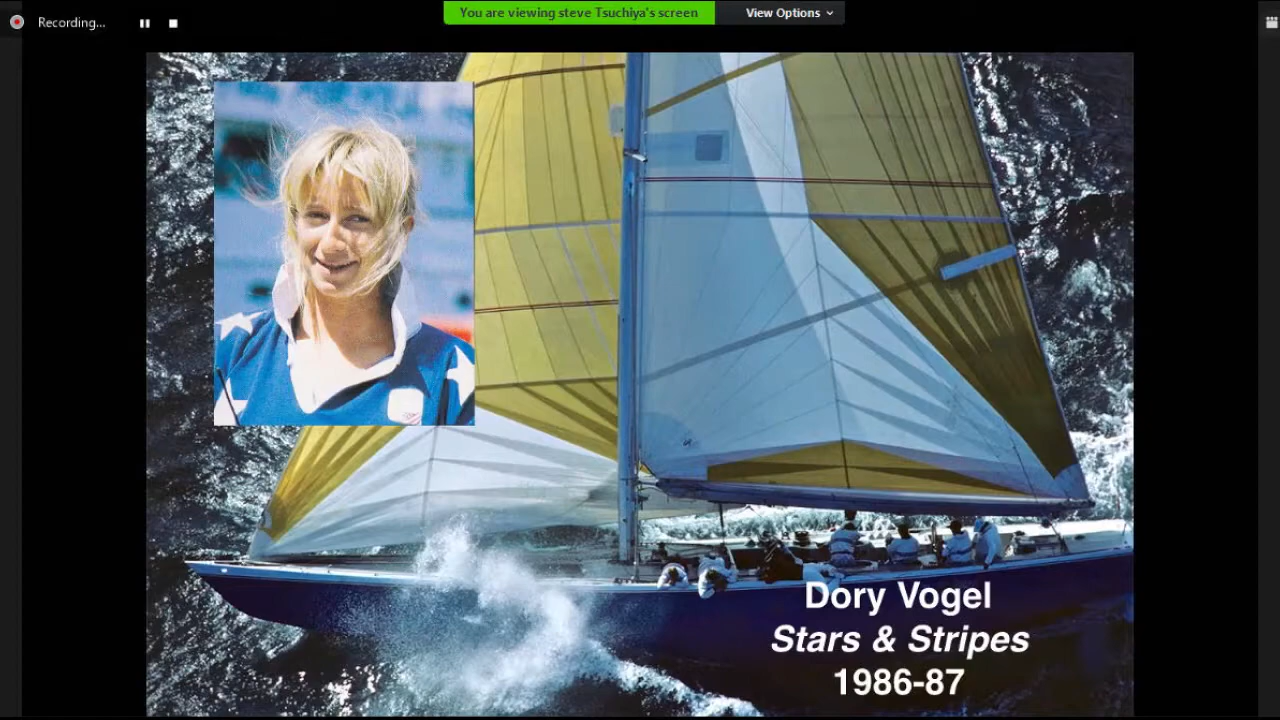 Recording...
You are viewing steve Tsuchiya's screen
View Options
Dory Vogel
Stars & Stripes
1986-87